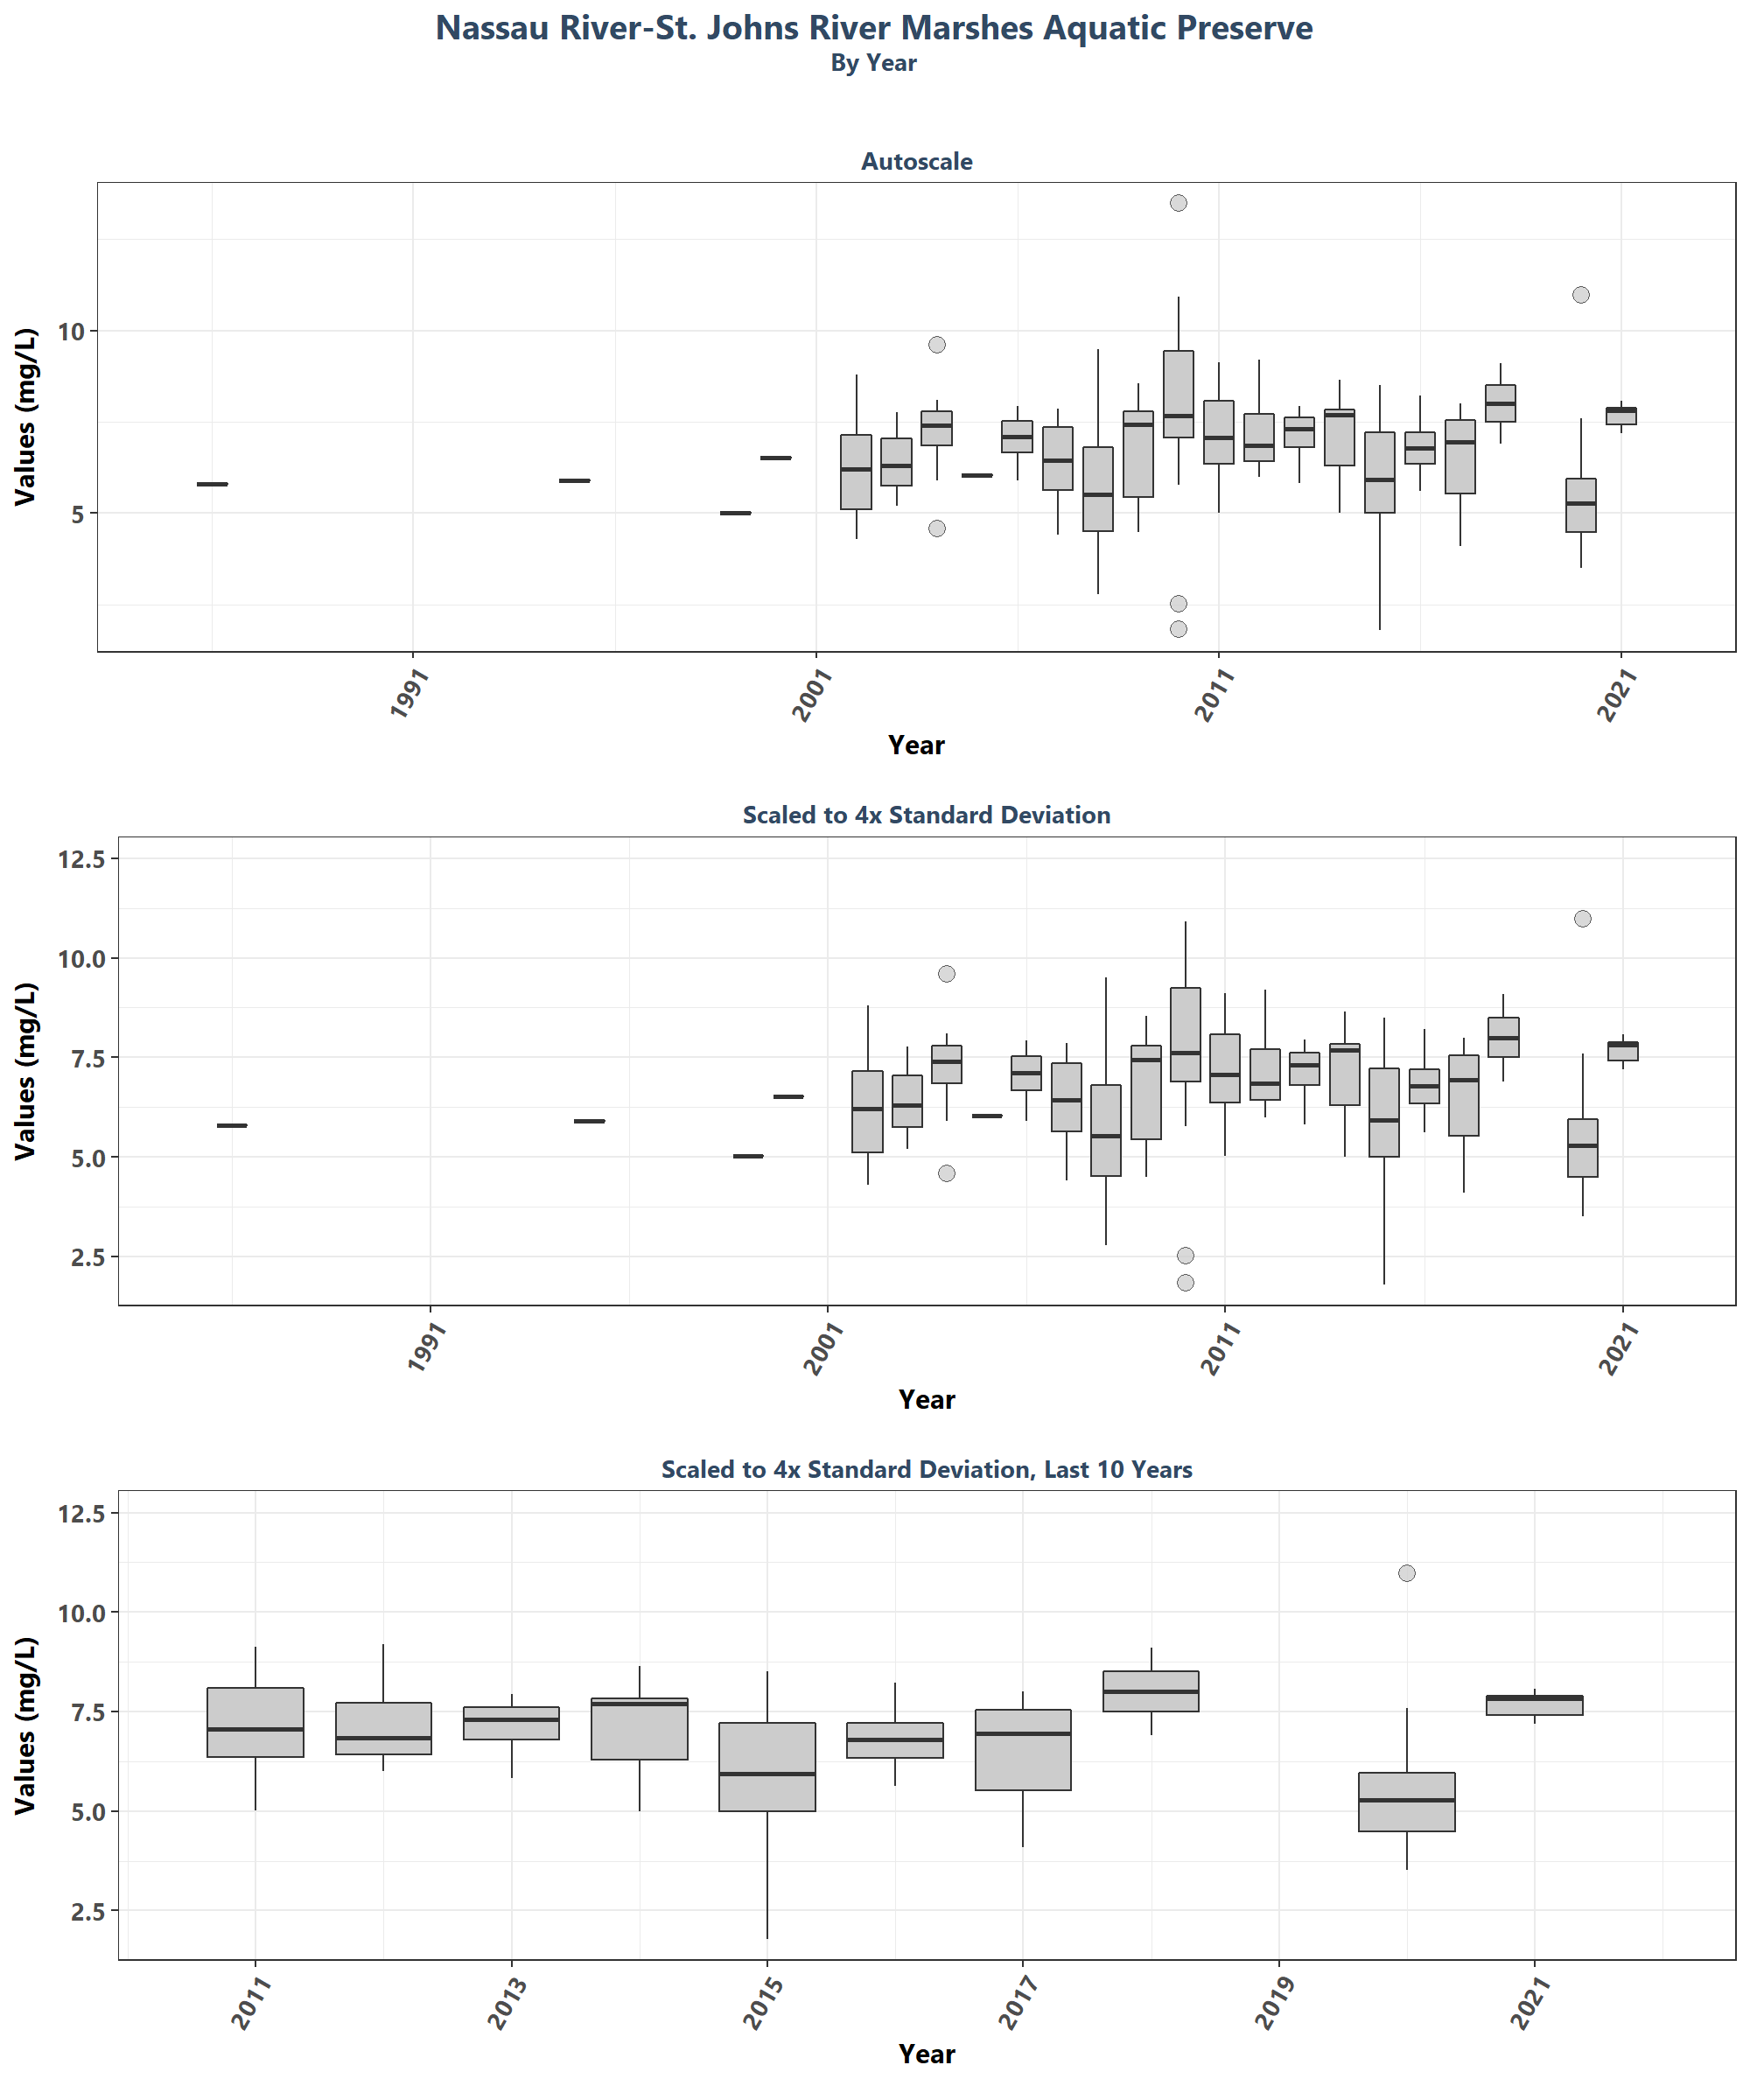 Nassau River-St. Johns River Marshes Aquatic Preserve
By Year
Autoscale
Values (mg/L)
10
5
1991 2001 2011 2021
Year
Scaled to 4x Standard Deviation
Values (mg/L)
12.5
10.0
7.5
5.0
2.5
1991 2001 2011 2021
Year
Scaled to 4x Standard Deviation, Last 10 Years
Values (mg/L)
12.5
10.0
7.5
5.0
2.5
2011 2013 2015 2017 2019 2021
Year